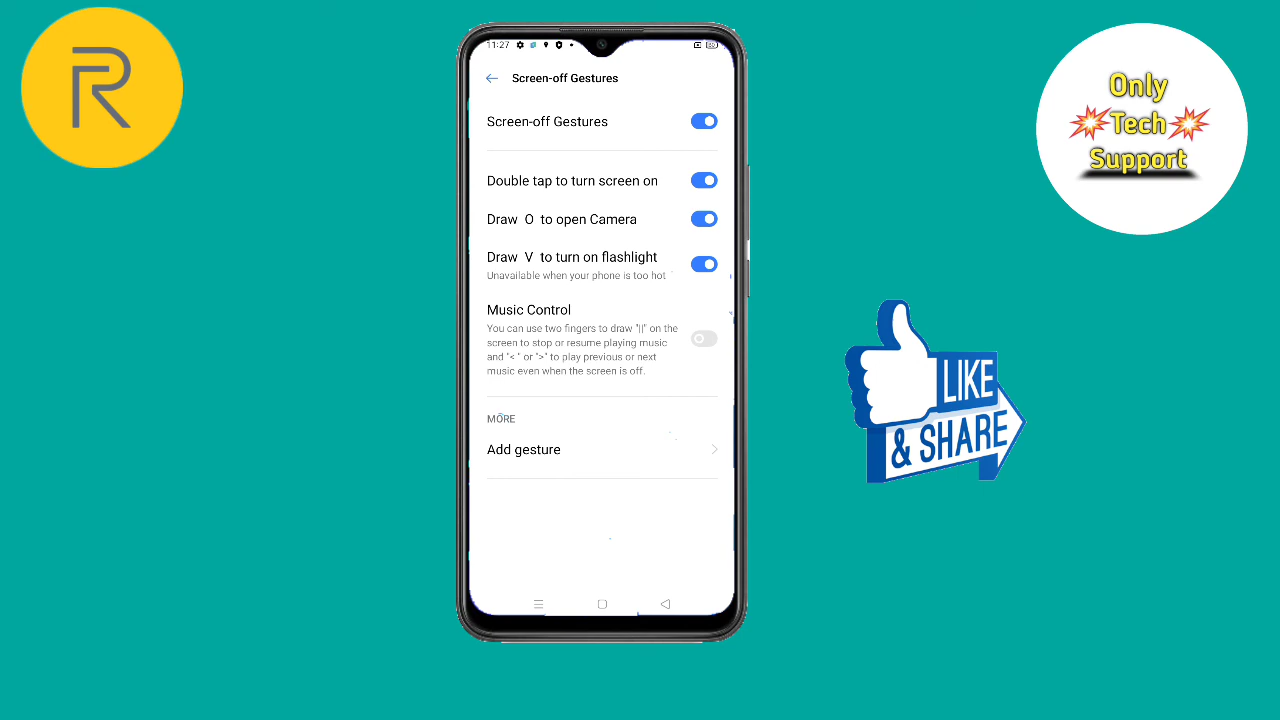 R
Only
Tech
Support
11:27
Screen-off Gestures
Screen-off Gestures
Double tap to turn screen on
Draw O to open Camera
Draw V to turn on flashlight
Unavailable when your phone is too hot
Music Control
You can use two fingers to draw "||" on the
screen to stop or resume playing music
and "< " or ">" to play previous or next
music even when the screen is off.
MORE
Add gesture
LIKE
& SHARE